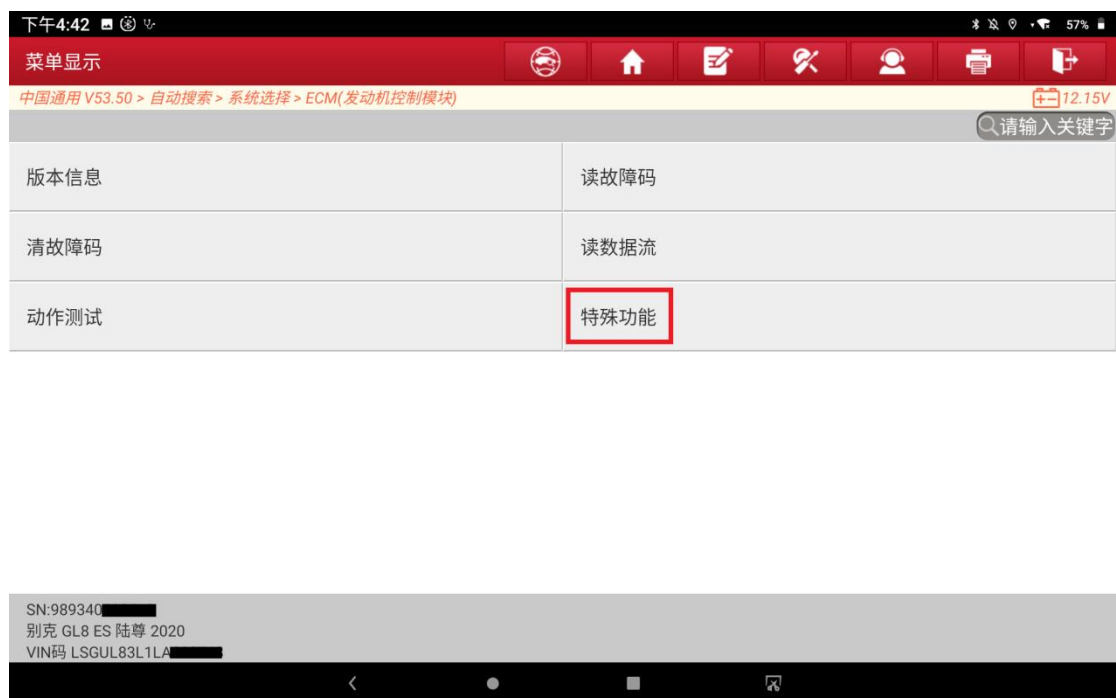 下午4:42
57%
菜单显示
中国通用 V53.50 > 自动搜索 > 系统选择 > ECM(发动机控制模块)
12.15V
请输入关键字
版本信息
读故障码
清故障码
读数据流
动作测试
特殊功能
SN:989340
别克 GL8 ES 陆尊 2020
VIN码 LSGUL83L1LA